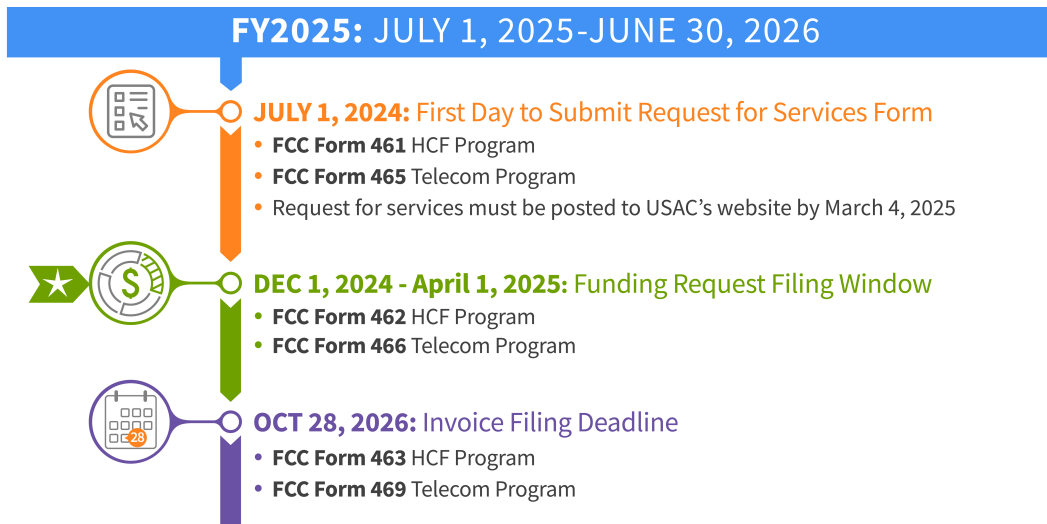 FY2025: JULY 1, 2025-JUNE 30, 2026
JULY 1, 2024: First Day to Submit Request for Services Form
• FCC Form 461 HCF Program
• FCC Form 465 Telecom Program
• Request for services must be posted to USAC’s website by March 4, 2025
DEC 1, 2024 - April 1, 2025: Funding Request Filing Window
• FCC Form 462 HCF Program
• FCC Form 466 Telecom Program
$
OCT 28, 2026: Invoice Filing Deadline
28
• FCC Form 463 HCF Program
• FCC Form 469 Telecom Program